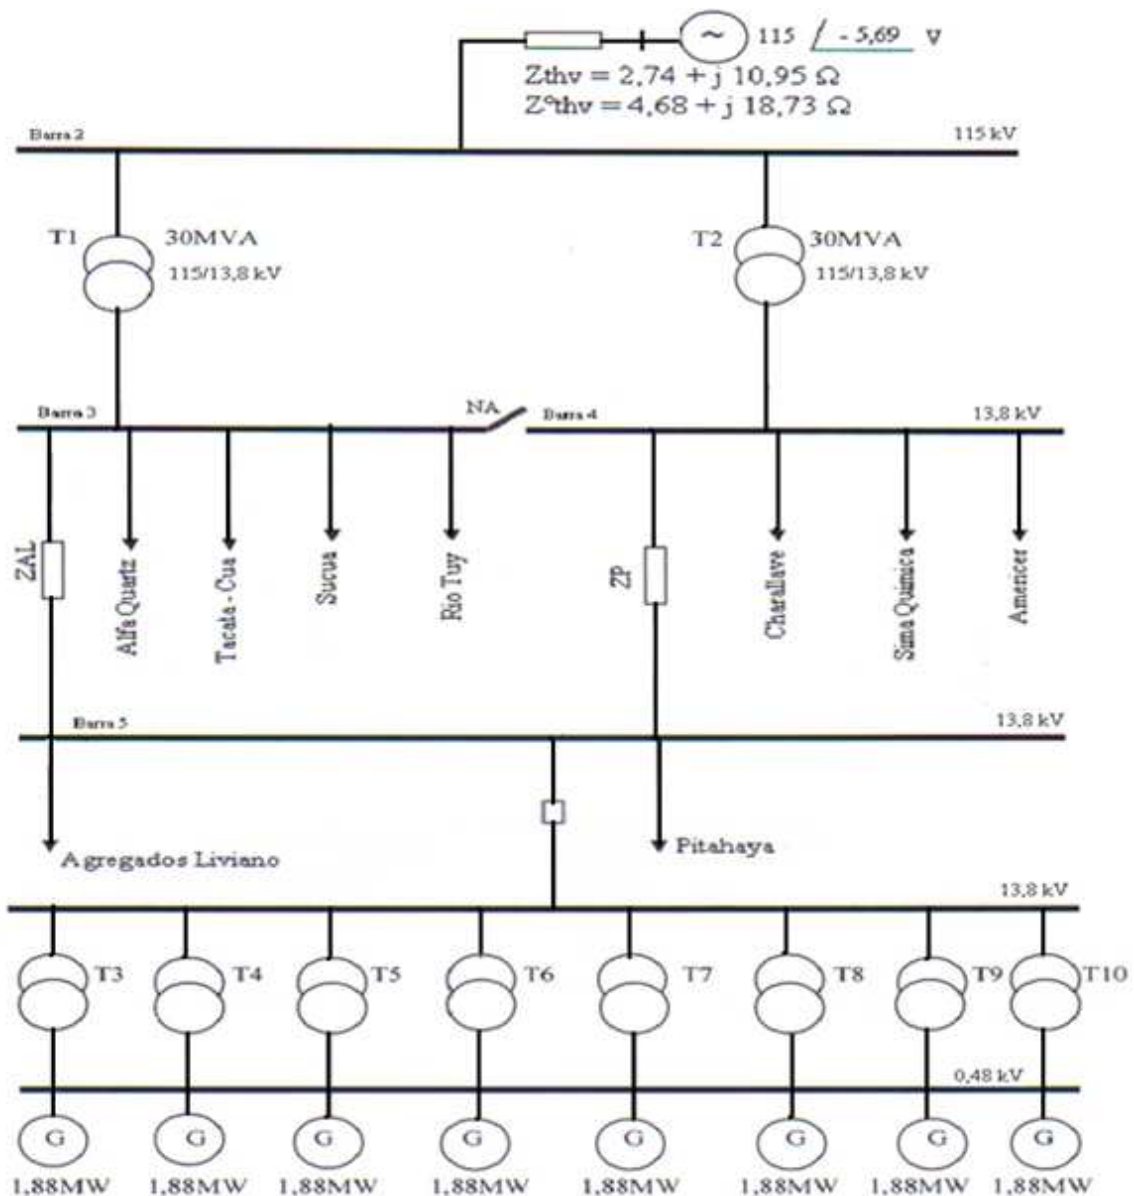 115 ∕ - 5,69 V
Zthv = 2,74 + j 10,95 Ω
Z°thv = 4,68 + j 18,73 Ω
Barra 2
115 kV
T1
30MVA
115/13,8 kV
T2
30MVA
115/13,8 kV
Barra 3
NA
Barra 4
13,8 kV
ZAL
Alfa Quartz
Tacata - Cua
Sucua
Rio Tuy
ZP
Charallave
Sima Quimica
Americer
Barra 5
13,8 kV
Agregados Liviano
Pitahaya
13,8 kV
T3
T4
T5
T6
T7
T8
T9
T10
0,48 kV
G
G
G
G
G
G
G
G
1,88MW
1,88MW
1,88MW
1,88MW
1,88MW
1,88MW
1,88MW
1,88MW